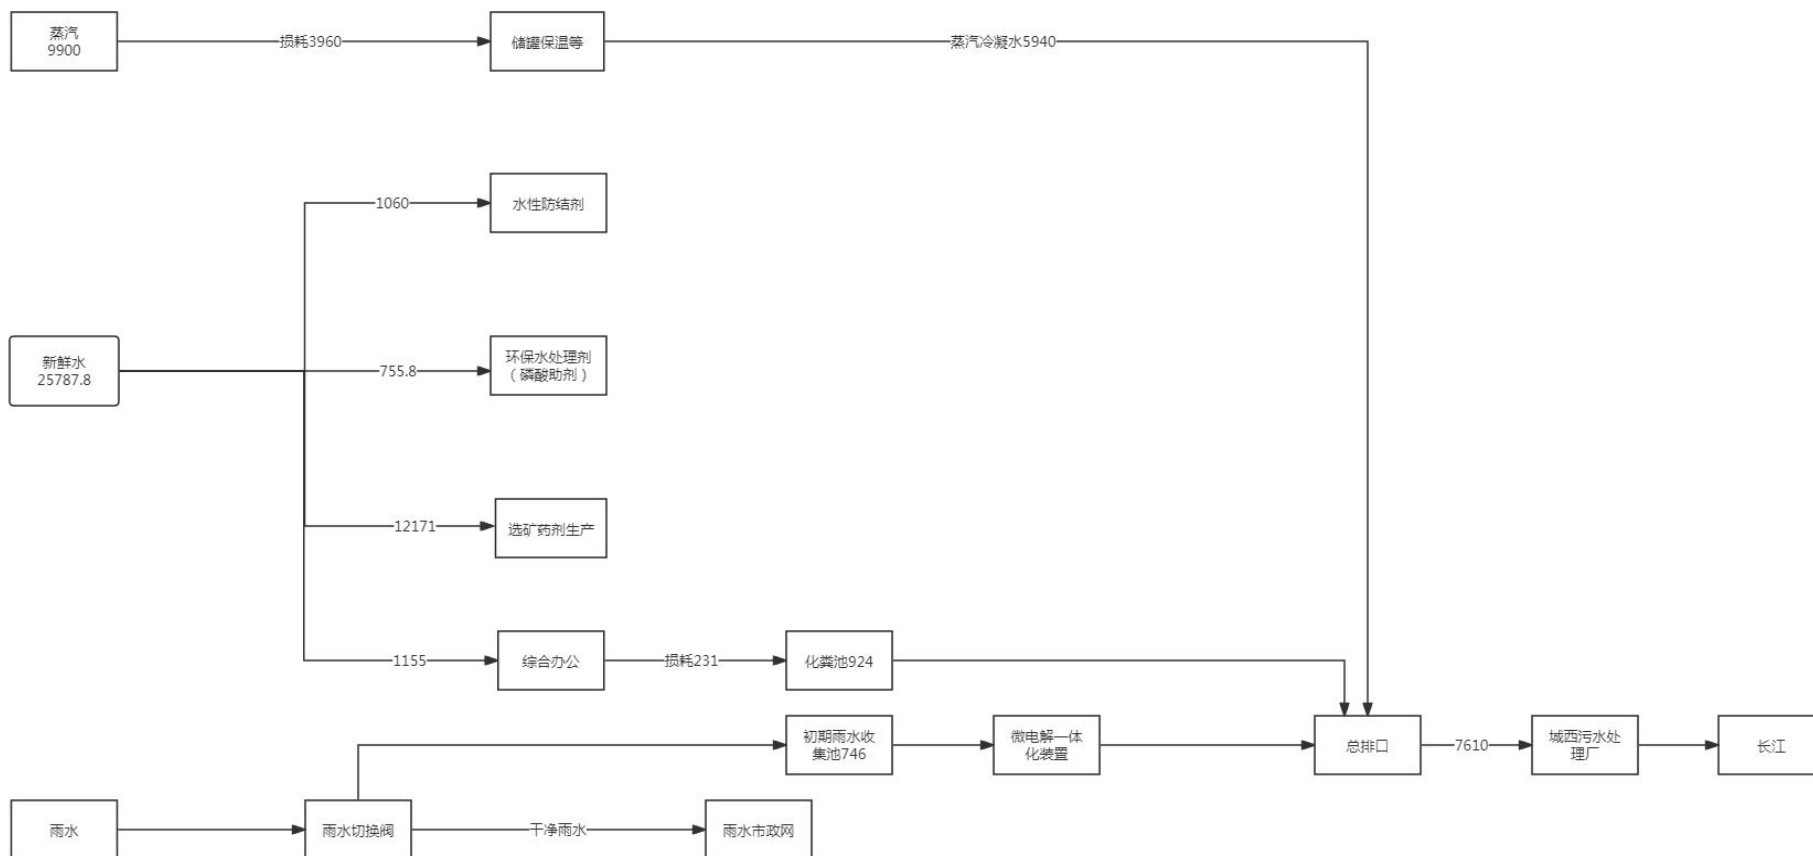 蒸汽
9900
损耗3960
储罐保温等
蒸汽冷凝水5940
1060
水性防结剂
新鲜水
25787.8
755.8
环保水处理剂
（磷酸助剂）
12171
选矿药剂生产
1155
综合办公
损耗231
化粪池924
初期雨水收
集池746
微电解一体
化装置
总排口
7610
城西污水处
理厂
长江
雨水
雨水切换阀
干净雨水
雨水市政网